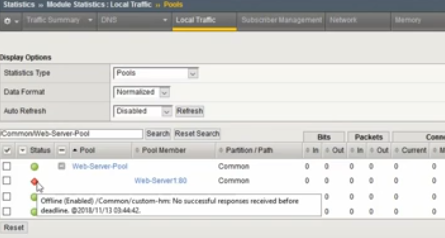 Statistics » Module Statistics : Local Traffic » Pools
Traffic Summary DNS Local Traffic Subscriber Management Network Memory
Display Options
Statistics Type Pools
Data Format Normalized
Auto Refresh Disabled Refresh
/Common/Web-Server-Pool Search Reset Search Bits Packets
Status Pool Pool Member Partition / Path In Out In Out Current
Web-Server-Pool Common 0 0 0 0 0
Web-Server1:80 Common 0 0 0 0 0
Offline (Enabled) /Common/custom-hm: No successful responses received before
deadline. @2018/11/13 03:44:42.
Reset